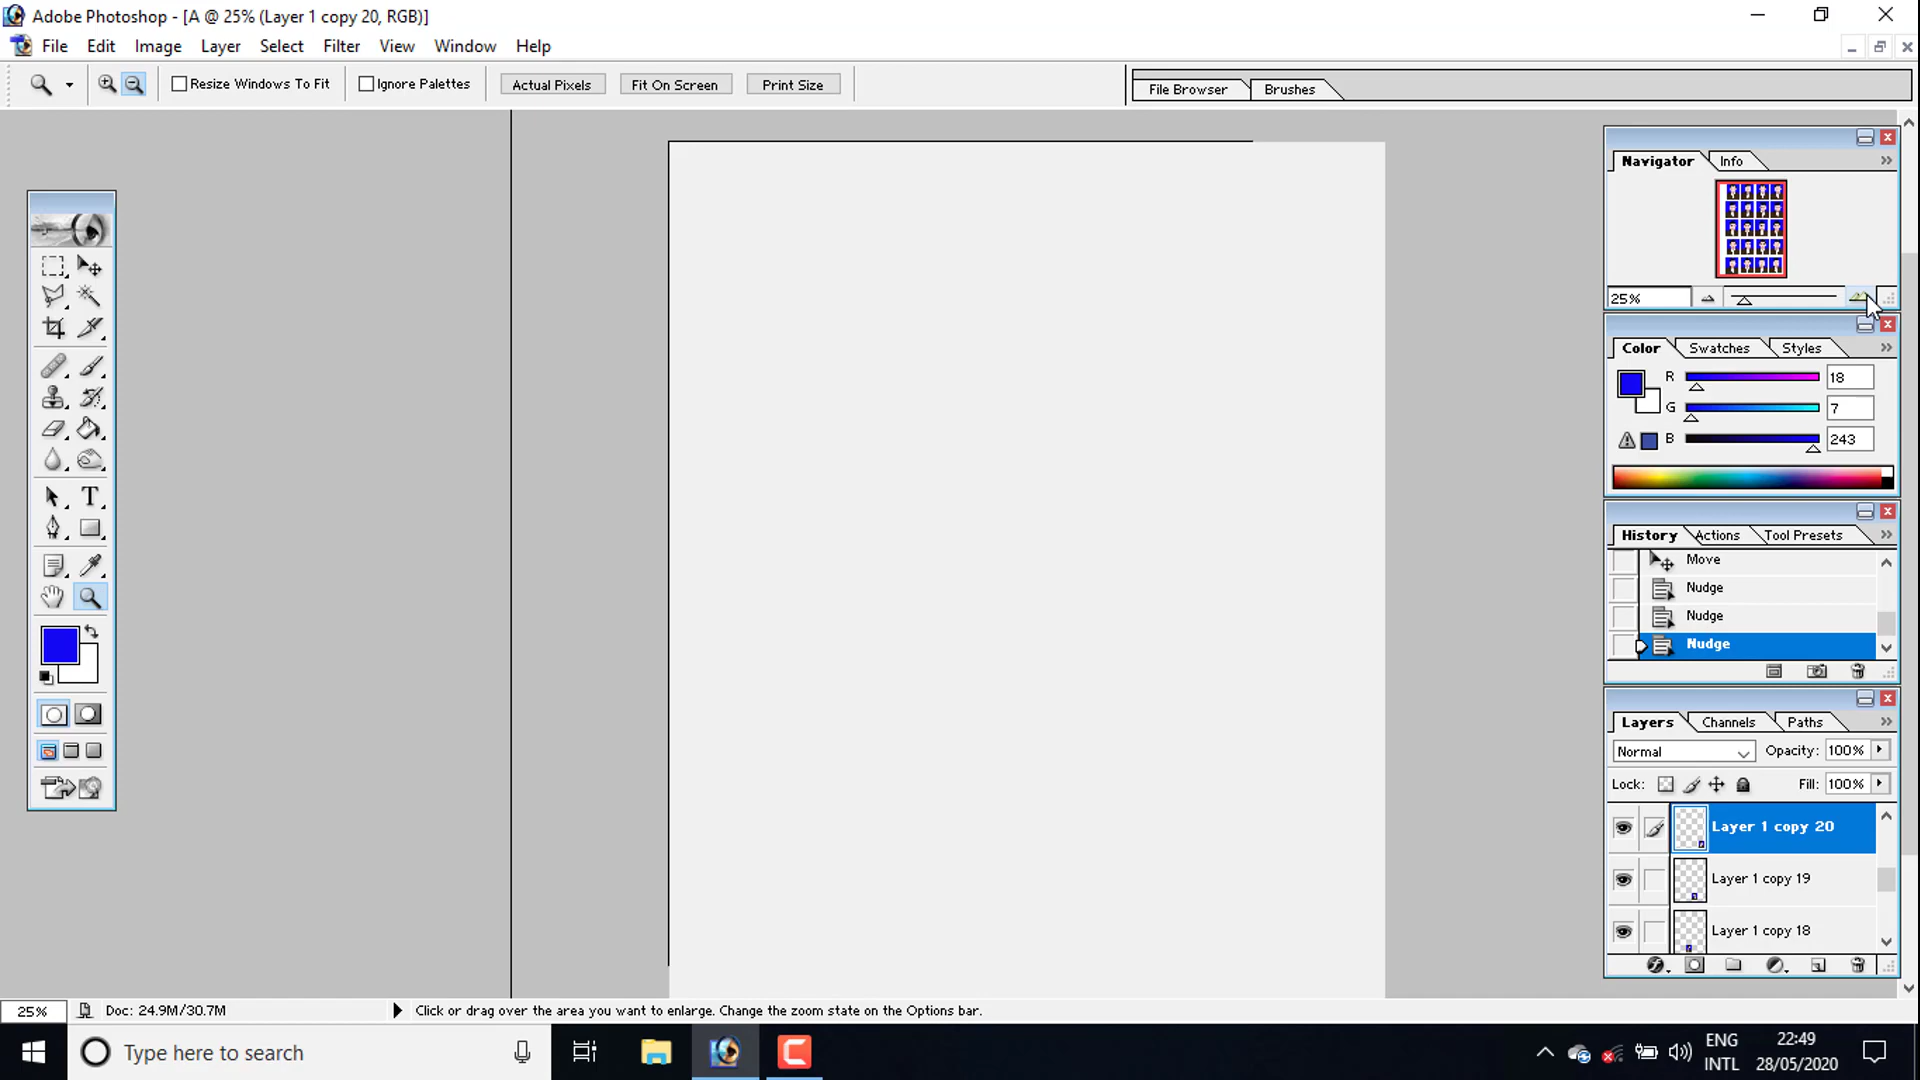 Adobe Photoshop - [A @ 25% (Layer 1 copy 20, RGB)]
File Edit Image Layer Select Filter View Window Help
Resize Windows To Fit Ignore Palettes Actual Pixels Fit On Screen Print Size File Browser Brushes
Navigator Info
25%
Color Swatches Styles
R 18
G 7
B 243
History Actions Tool Presets
Move
Nudge
Nudge
Nudge
Layers Channels Paths
Normal Opacity: 100%
Lock: Fill: 100%
Layer 1 copy 20
Layer 1 copy 19
Layer 1 copy 18
T
25% Doc: 24.9M/30.7M Click or drag over the area you want to enlarge. Change the zoom state on the Options bar.
Type here to search
ENG
INTL
22:49
28/05/2020